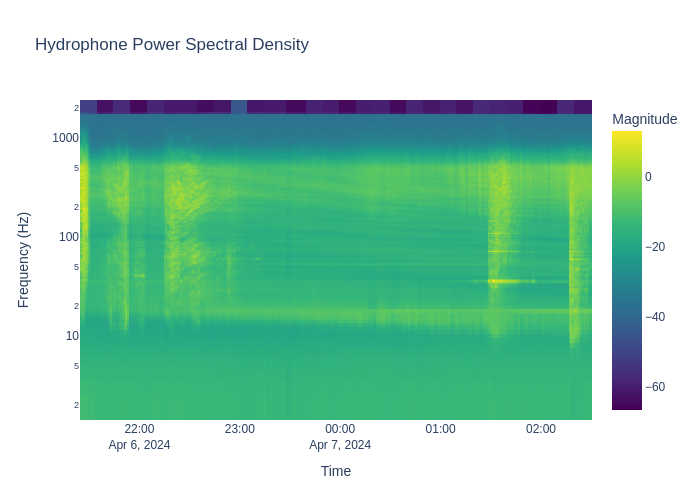 Hydrophone Power Spectral Density
Magnitude
0
−20
−40
−60
2
1000
5
2
100
5
2
10
5
2
Frequency (Hz)
22:00 23:00 00:00 01:00 02:00
Apr 6, 2024 Apr 7, 2024
Time